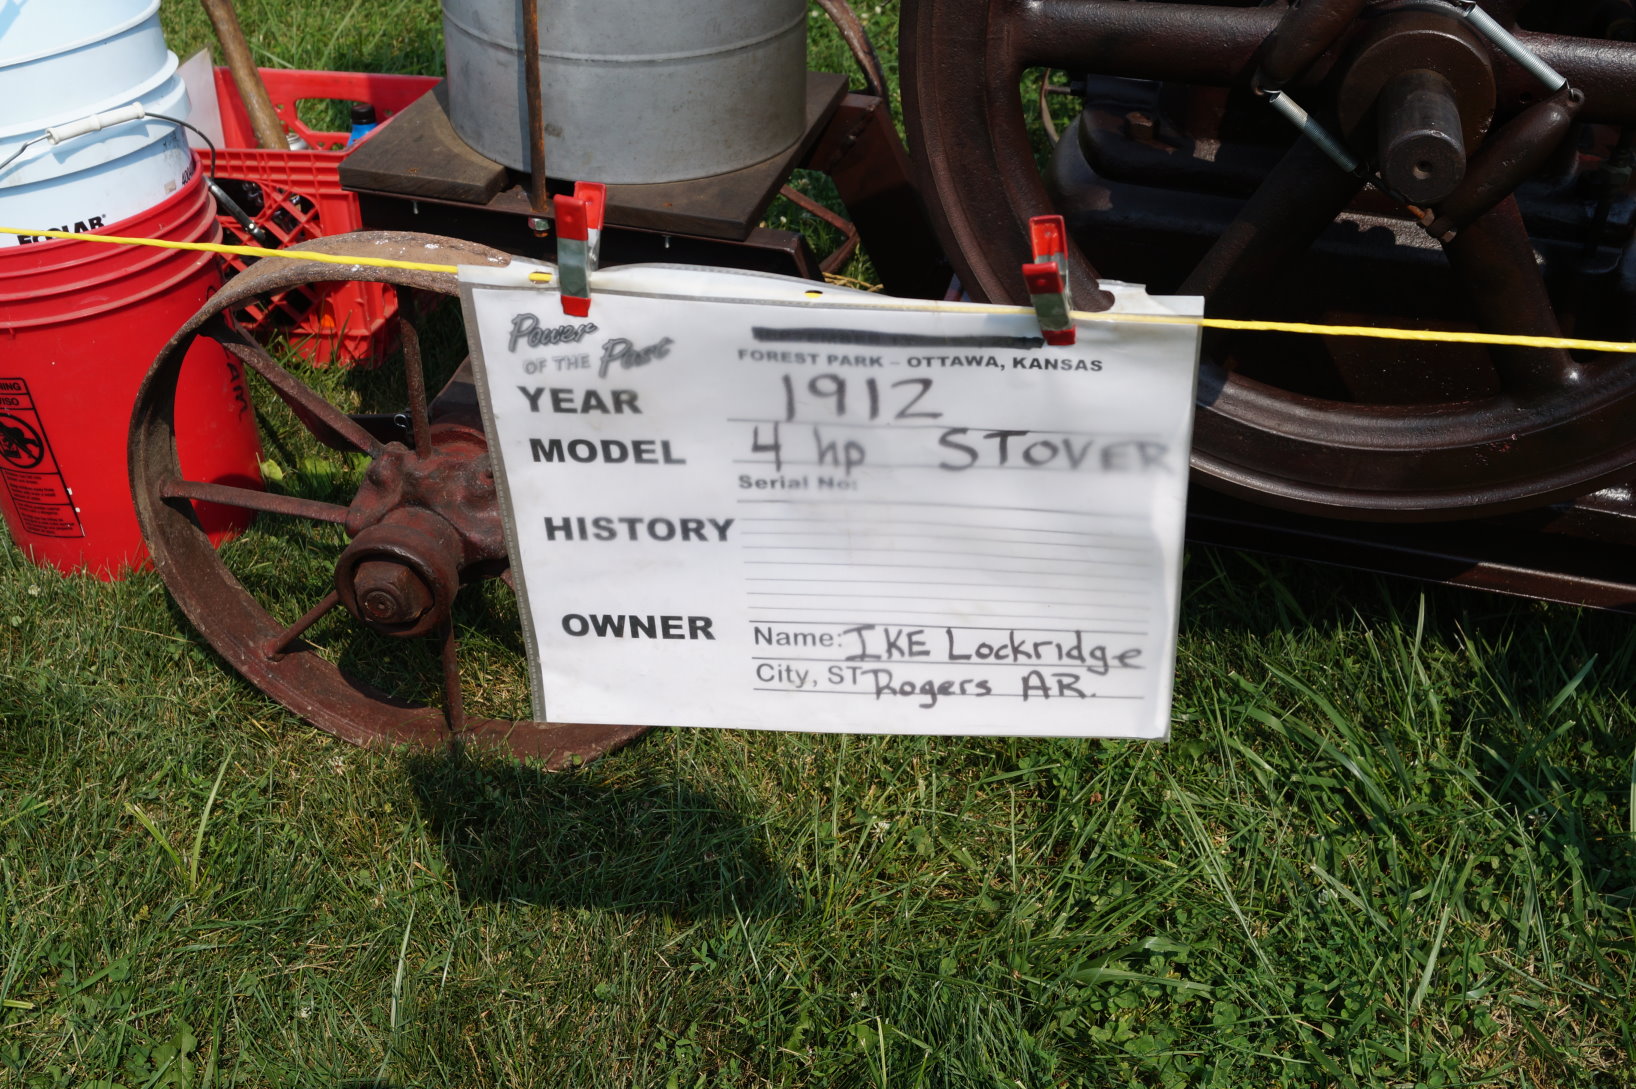 ECOLAB®
Power
OF THE Past
FOREST PARK – OTTAWA, KANSAS
YEAR 1912
MODEL 4 hp STOVER
Serial No:
HISTORY
OWNER
Name: IKE Lockridge
City, ST Rogers AR.